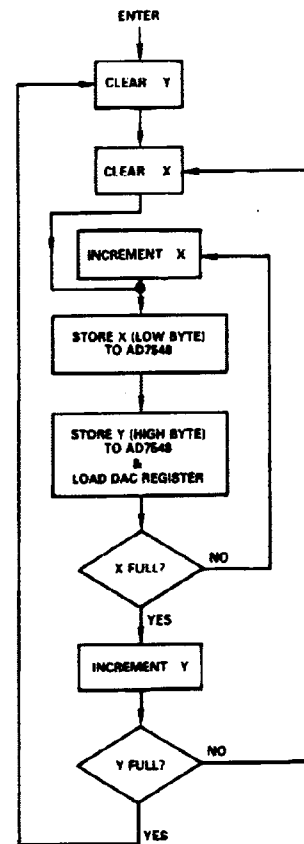 ENTER
CLEAR Y
CLEAR X
INCREMENT X
STORE X (LOW BYTE)
TO AD7548
STORE Y (HIGH BYTE)
TO AD7548
&
LOAD DAC REGISTER
X FULL?
NO
YES
INCREMENT Y
Y FULL?
NO
YES